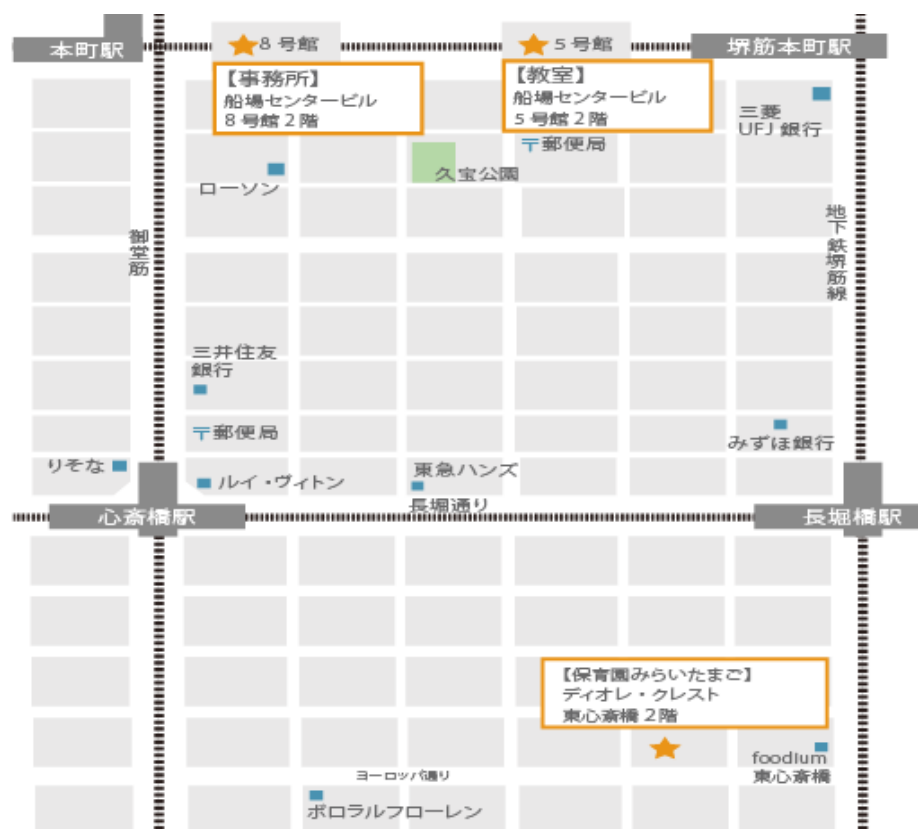 本町駅
8号館
5号館
堺筋本町駅
【事務所】
船場センタービル
8号館2階
【教室】
船場センタービル
5号館2階
三菱
UFJ銀行
〒郵便局
久宝公園
ローソン
御堂筋
地下鉄堺筋線
三井住友
銀行
〒郵便局
みずほ銀行
りそな
ルイ・ヴィトン
東急ハンズ
長堀通り
心斎橋駅
長堀橋駅
【保育園みらいたまご】
ディオレ・クレスト
東心斎橋2階
foodium
東心斎橋
ヨーロッパ通り
ボロラルフローレン